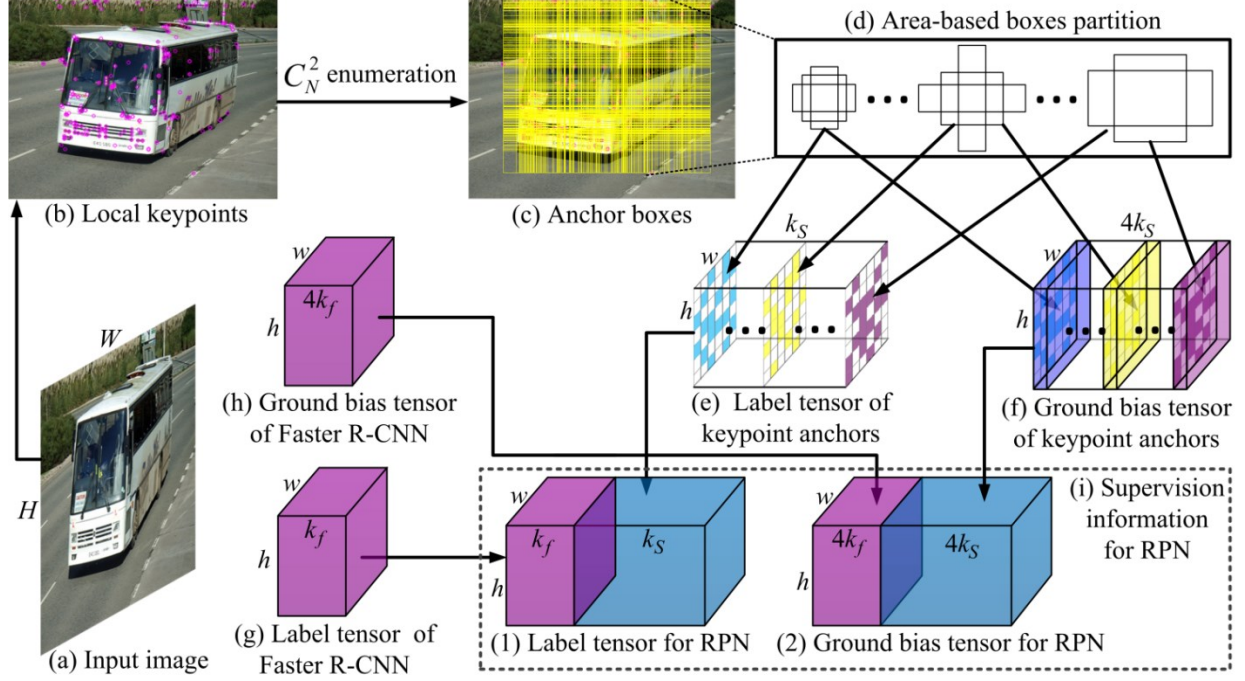 (d) Area-based boxes partition
C_N^2 enumeration
(b) Local keypoints
(c) Anchor boxes
w
4k_f
h
(h) Ground bias tensor
of Faster R-CNN
k_S
w
h
(e) Label tensor of
keypoint anchors
4k_S
w
h
(f) Ground bias tensor
of keypoint anchors
W
H
(a) Input image
w
k_f
h
(g) Label tensor of
Faster R-CNN
w
k_f
k_S
h
(1) Label tensor for RPN
w
4k_f
4k_S
h
(2) Ground bias tensor for RPN
(i) Supervision
information
for RPN